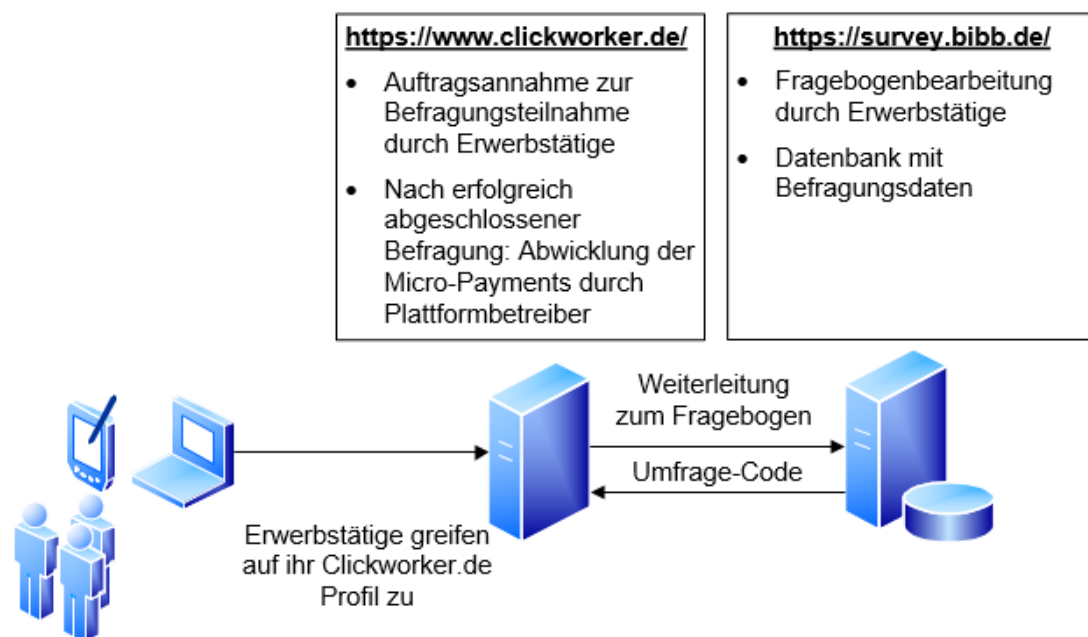 https://www.clickworker.de/
• Auftragsannahme zur
Befragungsteilnahme
durch Erwerbstätige
• Nach erfolgreich
abgeschlossener
Befragung: Abwicklung der
Micro-Payments durch
Plattformbetreiber
https://survey.bibb.de/
• Fragebogenbearbeitung
durch Erwerbstätige
• Datenbank mit
Befragungsdaten
Weiterleitung
zum Fragebogen
Umfrage-Code
Erwerbstätige greifen
auf ihr Clickworker.de
Profil zu